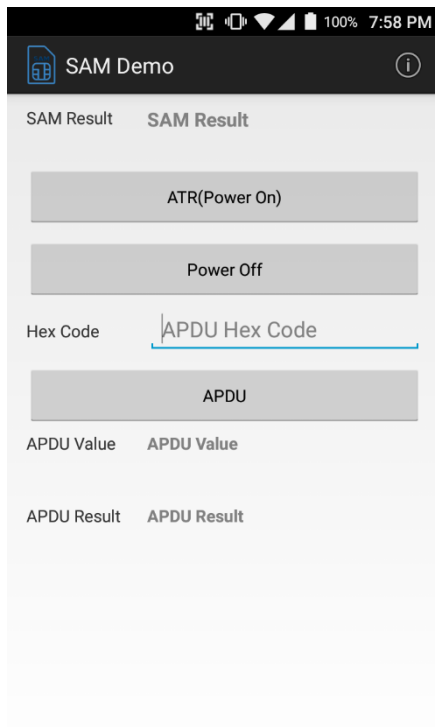 100% 7:58 PM
SAM Demo
SAM Result SAM Result
ATR(Power On)
Power Off
Hex Code APDU Hex Code
APDU
APDU Value APDU Value
APDU Result APDU Result